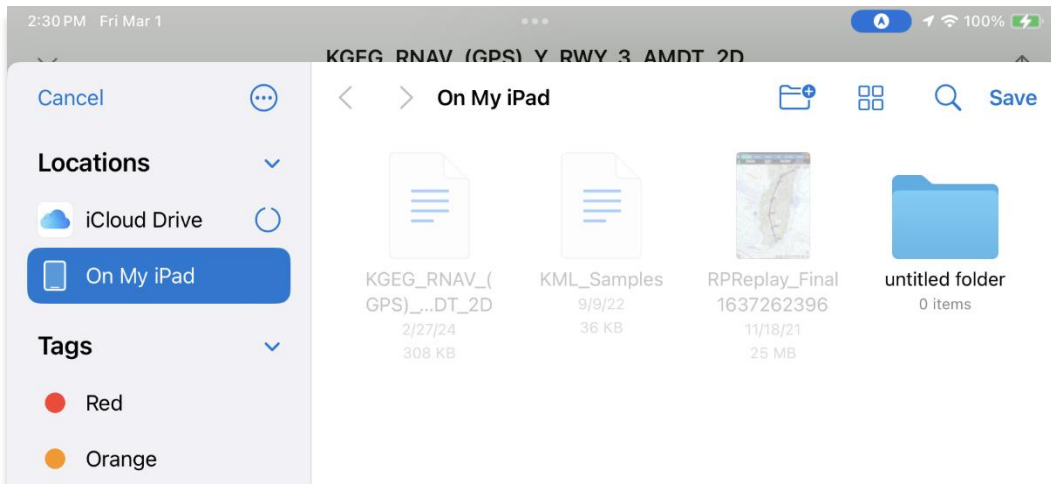 2:30 PM Fri Mar 1
100%
KGEG RNAV (GPS) Y RWY 3 AMDT 2D
Cancel
On My iPad
Save
Locations
iCloud Drive
On My iPad
Tags
Red
Orange
KGEG_RNAV_(
GPS)_...DT_2D
2/27/24
308 KB
KML_Samples
9/9/22
36 KB
RPReplay_Final
1637262396
11/18/21
25 MB
untitled folder
0 items